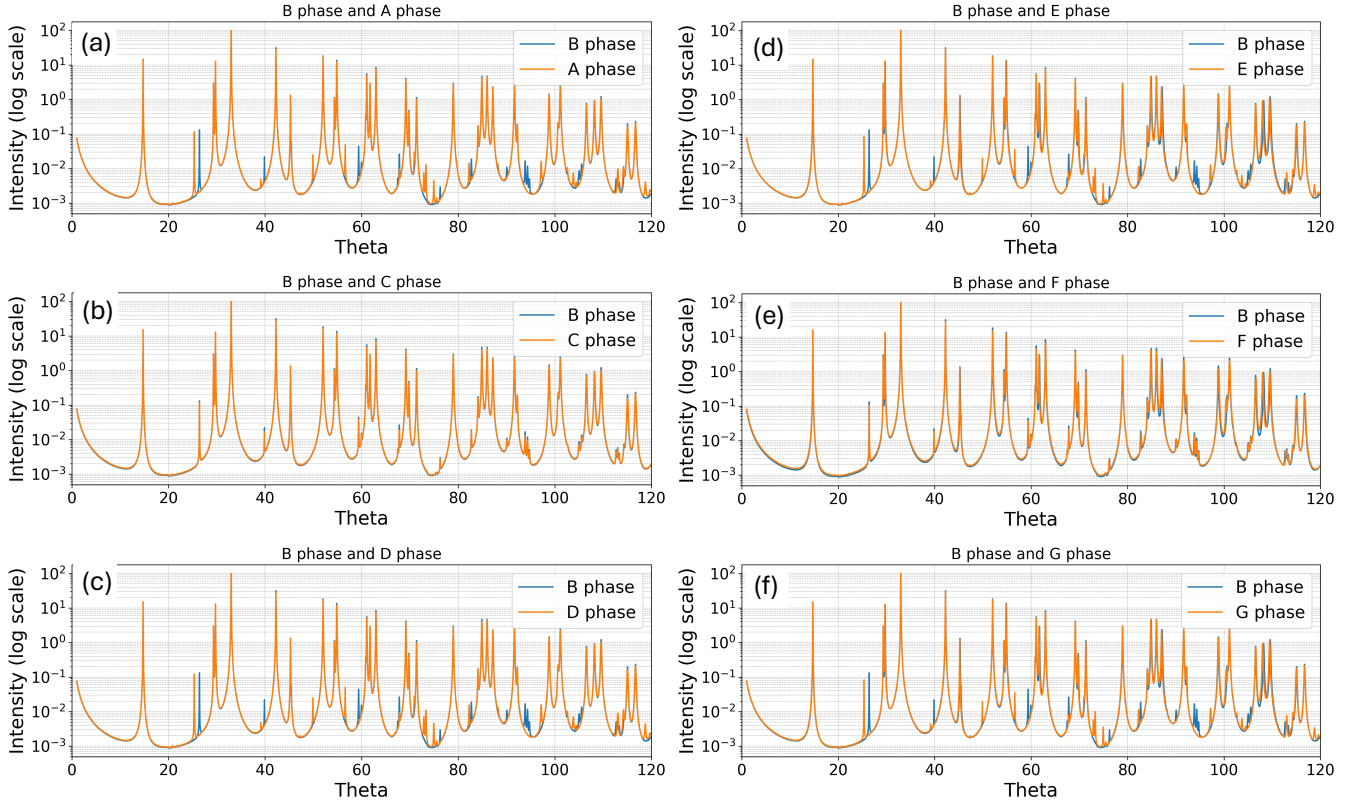 B phase and A phase
(a)
B phase
A phase
Intensity (log scale)
10² 10¹ 10⁰ 10⁻¹ 10⁻² 10⁻³
0 20 40 60 80 100 120
Theta
B phase and C phase
(b)
B phase
C phase
Intensity (log scale)
10² 10¹ 10⁰ 10⁻¹ 10⁻² 10⁻³
0 20 40 60 80 100 120
Theta
B phase and D phase
(c)
B phase
D phase
Intensity (log scale)
10² 10¹ 10⁰ 10⁻¹ 10⁻² 10⁻³
0 20 40 60 80 100 120
Theta
B phase and E phase
(d)
B phase
E phase
Intensity (log scale)
10² 10¹ 10⁰ 10⁻¹ 10⁻² 10⁻³
0 20 40 60 80 100 120
Theta
B phase and F phase
(e)
B phase
F phase
Intensity (log scale)
10² 10¹ 10⁰ 10⁻¹ 10⁻² 10⁻³
0 20 40 60 80 100 120
Theta
B phase and G phase
(f)
B phase
G phase
Intensity (log scale)
10² 10¹ 10⁰ 10⁻¹ 10⁻² 10⁻³
0 20 40 60 80 100 120
Theta